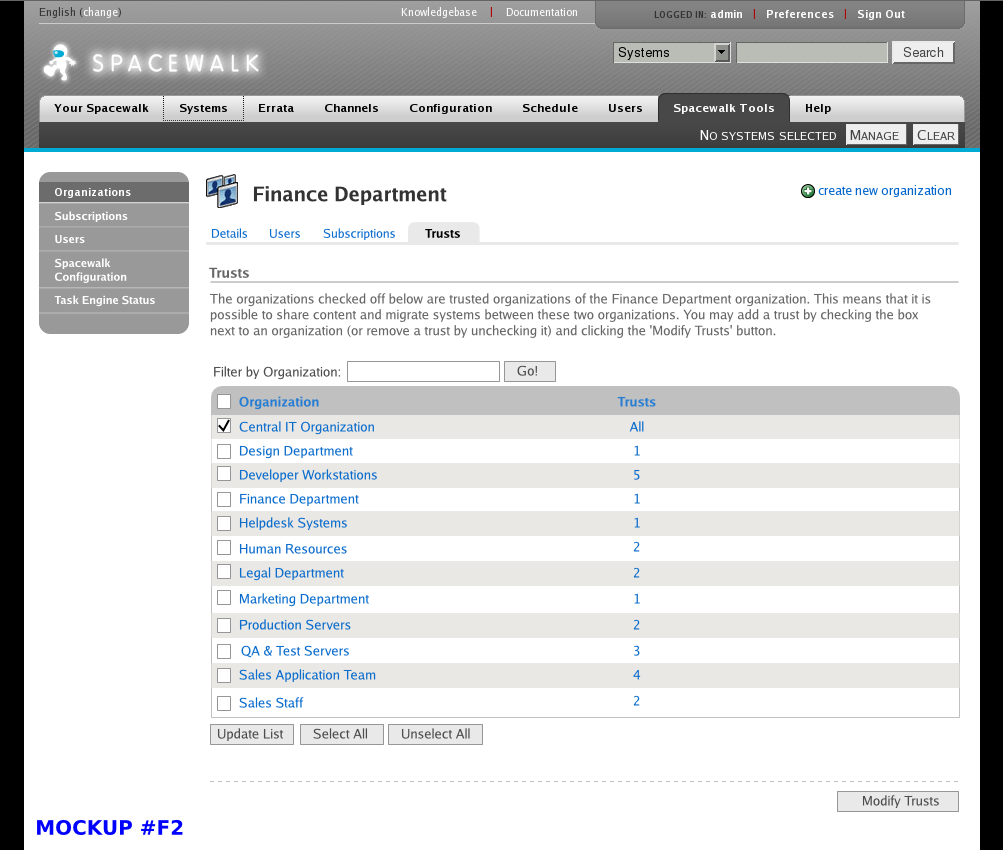 English (change)
Knowledgebase | Documentation
LOGGED IN: admin | Preferences | Sign Out
SPACEWALK
Systems
Search
Your Spacewalk Systems Errata Channels Configuration Schedule Users Spacewalk Tools Help
NO SYSTEMS SELECTED MANAGE CLEAR
Organizations
Subscriptions
Users
Spacewalk
Configuration
Task Engine Status
Finance Department
create new organization
Details Users Subscriptions Trusts
Trusts
The organizations checked off below are trusted organizations of the Finance Department organization. This means that it is
possible to share content and migrate systems between these two organizations. You may add a trust by checking the box
next to an organization (or remove a trust by unchecking it) and clicking the 'Modify Trusts' button.
Filter by Organization: Go!
Organization Trusts
Central IT Organization All
Design Department 1
Developer Workstations 5
Finance Department 1
Helpdesk Systems 1
Human Resources 2
Legal Department 2
Marketing Department 1
Production Servers 2
QA & Test Servers 3
Sales Application Team 4
Sales Staff 2
Update List Select All Unselect All
Modify Trusts
MOCKUP #F2